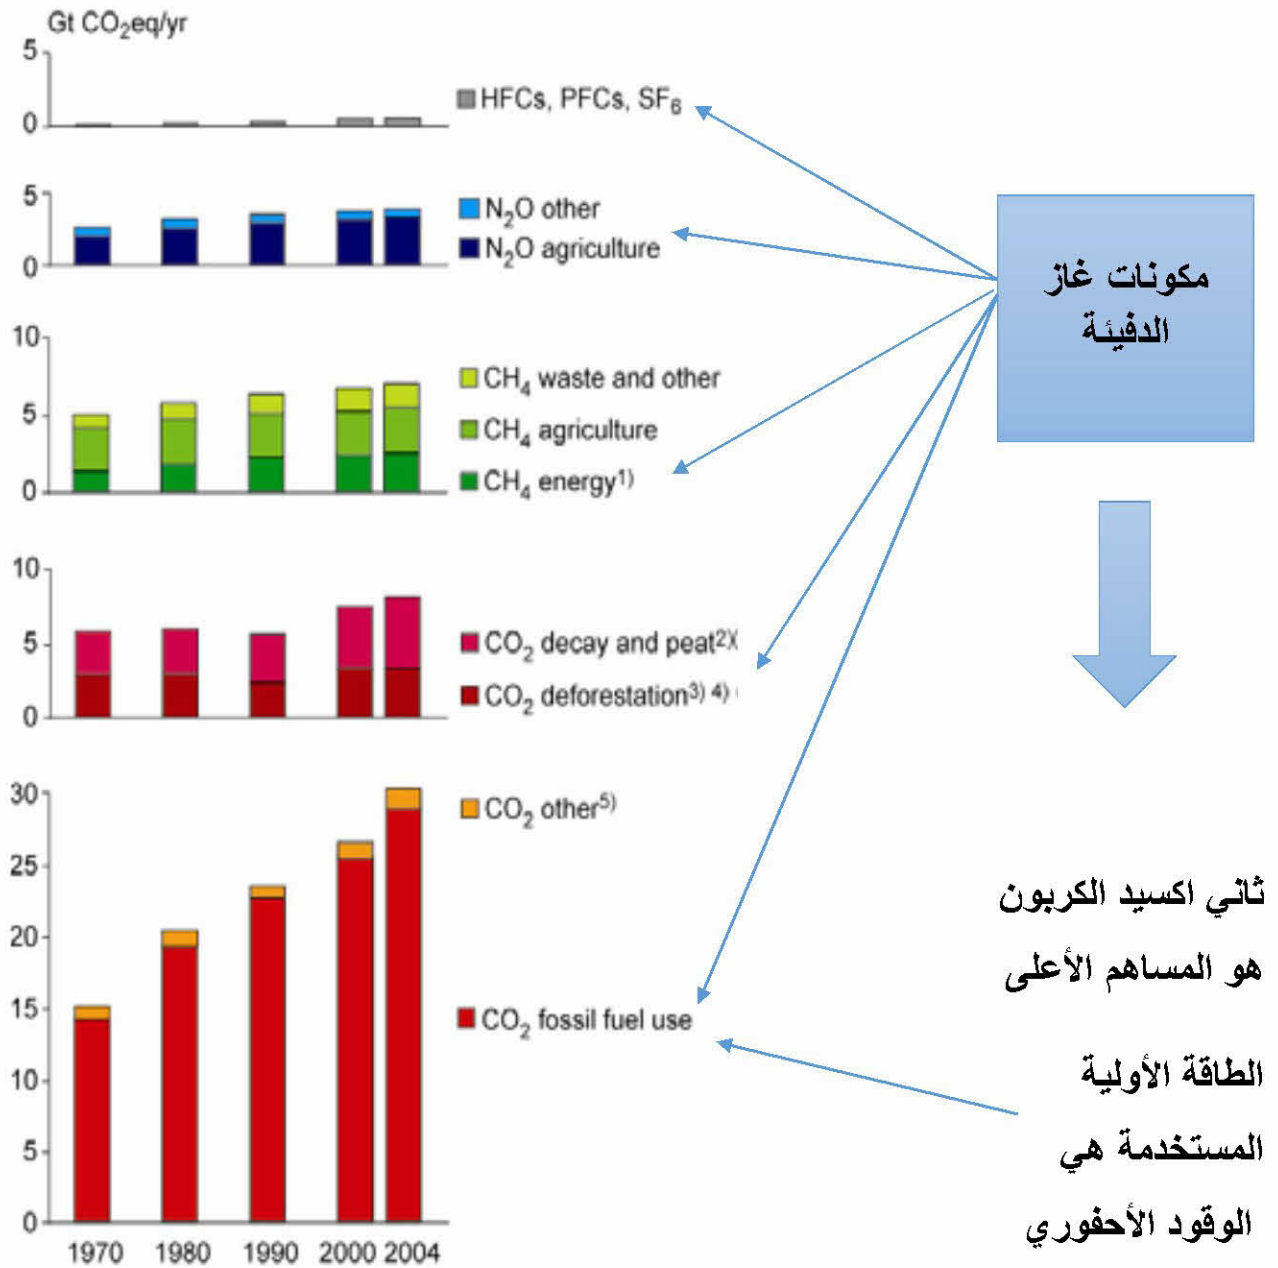 Gt CO₂eq/yr
5
0
HFCs, PFCs, SF₆
5
0
N₂O other
N₂O agriculture
10
5
0
CH₄ waste and other
CH₄ agriculture
CH₄ energy¹⁾
10
5
0
CO₂ decay and peat²⁾
CO₂ deforestation³⁾ ⁴⁾
30
25
20
15
10
5
0
CO₂ other⁵⁾
CO₂ fossil fuel use
1970 1980 1990 2000 2004
مكونات غاز
الدفيئة
ثاني اكسيد الكربون
هو المساهم الأعلى
الطاقة الأولية
المستخدمة هي
الوقود الأحفوري